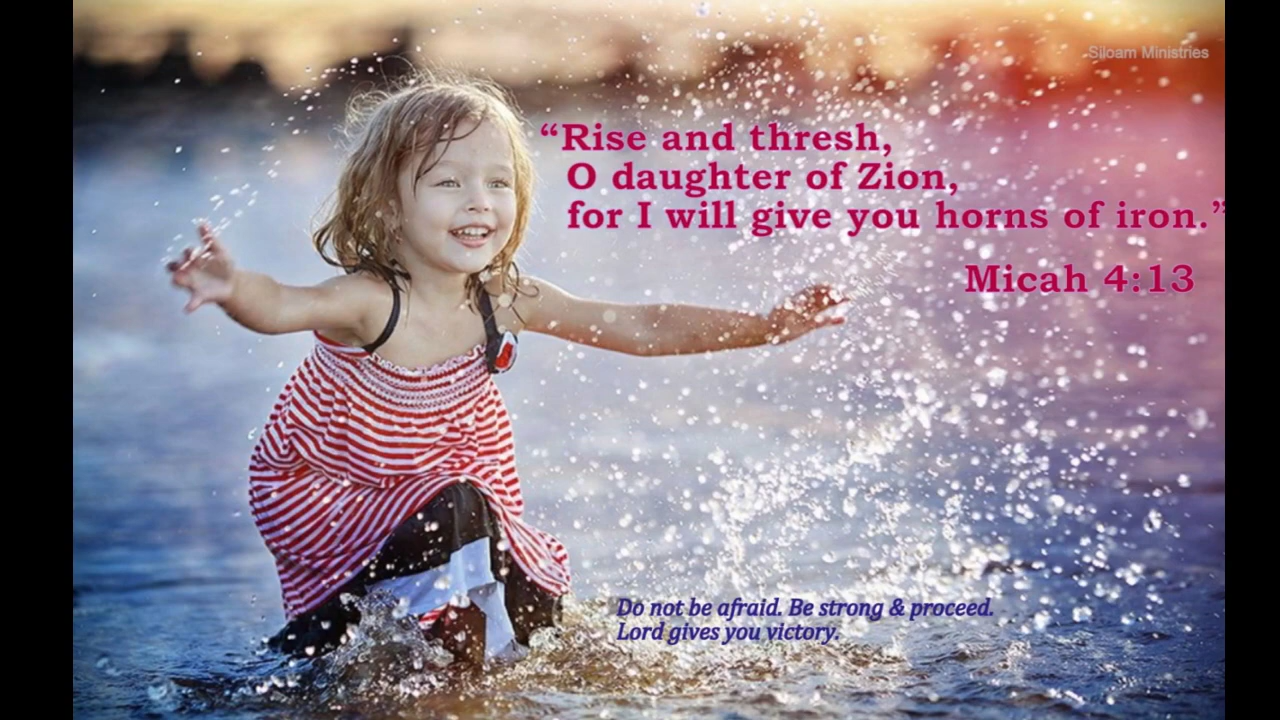 Siloam Ministries
“Rise and thresh,
O daughter of Zion,
for I will give you horns of iron.”
Micah 4:13
Do not be afraid. Be strong & proceed.
Lord gives you victory.